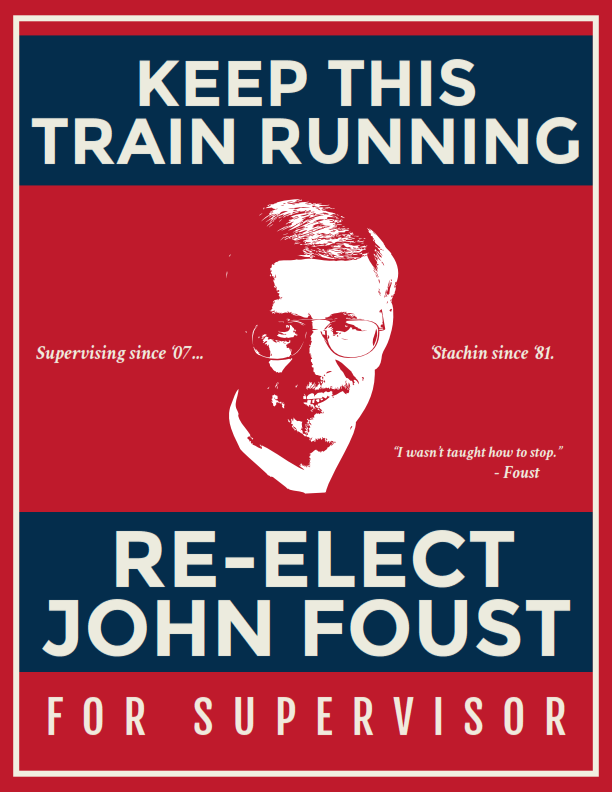 KEEP THIS
TRAIN RUNNING
Supervising since ‘07...
‘Stachin since ‘81.
“I wasn’t taught how to stop.”
- Foust
RE-ELECT
JOHN FOUST
FOR SUPERVISOR